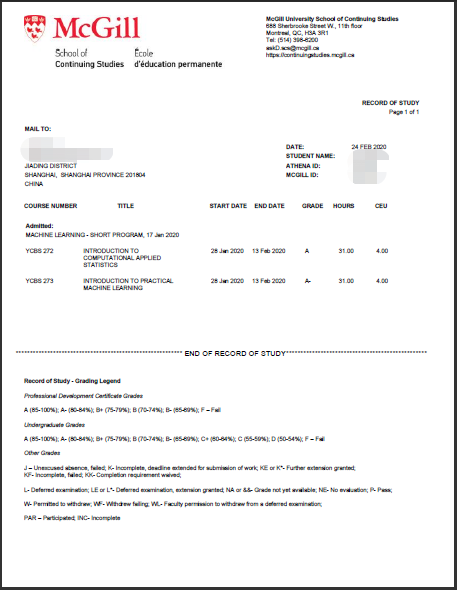 McGill
School of
Continuing Studies
École
d'éducation permanente
McGill University School of Continuing Studies
688 Sherbrooke Street W., 11th floor
Montreal, QC, H3A 3R1
Tel: (514) 398-6200
askD.scs@mcgill.ca
https://continuingstudies.mcgill.ca
RECORD OF STUDY
Page 1 of 1
MAIL TO:
JIADING DISTRICT
SHANGHAI, SHANGHAI PROVINCE 201804
CHINA
DATE: 24 FEB 2020
STUDENT NAME:
ATHENA ID:
MCGILL ID:
COURSE NUMBER TITLE START DATE END DATE GRADE HOURS CEU
Admitted:
MACHINE LEARNING - SHORT PROGRAM, 17 Jan 2020
YCBS 272 INTRODUCTION TO 28 Jan 2020 13 Feb 2020 A 31.00 4.00
COMPUTATIONAL APPLIED
STATISTICS
YCBS 273 INTRODUCTION TO PRACTICAL 28 Jan 2020 13 Feb 2020 A- 31.00 4.00
MACHINE LEARNING
END OF RECORD OF STUDY
Record of Study - Grading Legend
Professional Development Certificate Grades
A (85-100%); A- (80-84%); B+ (75-79%); B (70-74%); B- (65-69%); F – Fail
Undergraduate Grades
A (85-100%); A- (80-84%); B+ (75-79%); B (70-74%); B- (65-69%); C+ (60-64%); C (55-59%); D (50-54%); F – Fail
Other Grades
J – Unexcused absence, failed; K- Incomplete, deadline extended for submission of work; KE or K*- Further extension granted;
KF- Incomplete, failed; KK- Completion requirement waived;
L- Deferred examination; LE or L*- Deferred examination, extension granted; NA or &&- Grade not yet available; NE- No evaluation; P- Pass;
W- Permitted to withdraw; WF- Withdrew failing; WL- Faculty permission to withdraw from a deferred examination;
PAR – Participated; INC- Incomplete